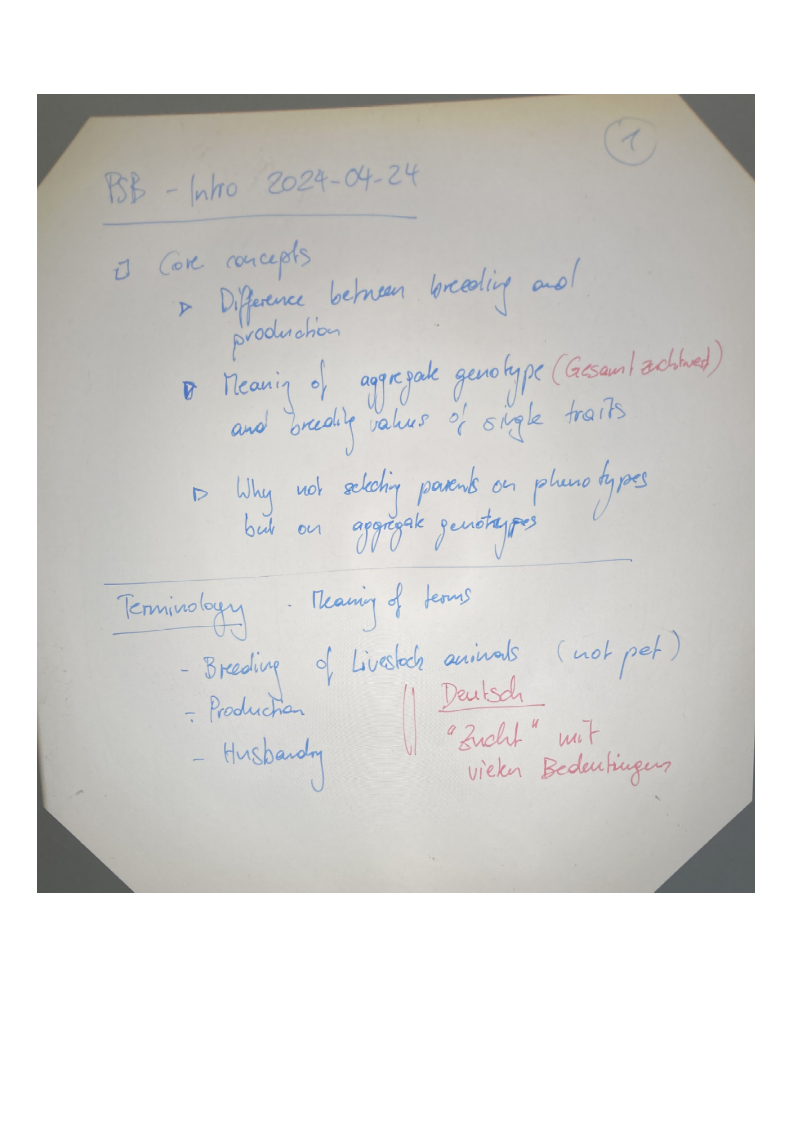 1
PSB - Intro 2024-04-24
Core concepts
Difference between breeding and
production
Meaning of aggregate genotype (Gesamtzuchtwert)
and breeding values of single traits
Why not selecting parents on phenotypes
but on aggregate genotypes
Terminology . Meaning of terms
- Breeding of Livestock animals (not pet)
- Production
- Husbandry
Deutsch
"Zucht" mit
vielen Bedeutungen